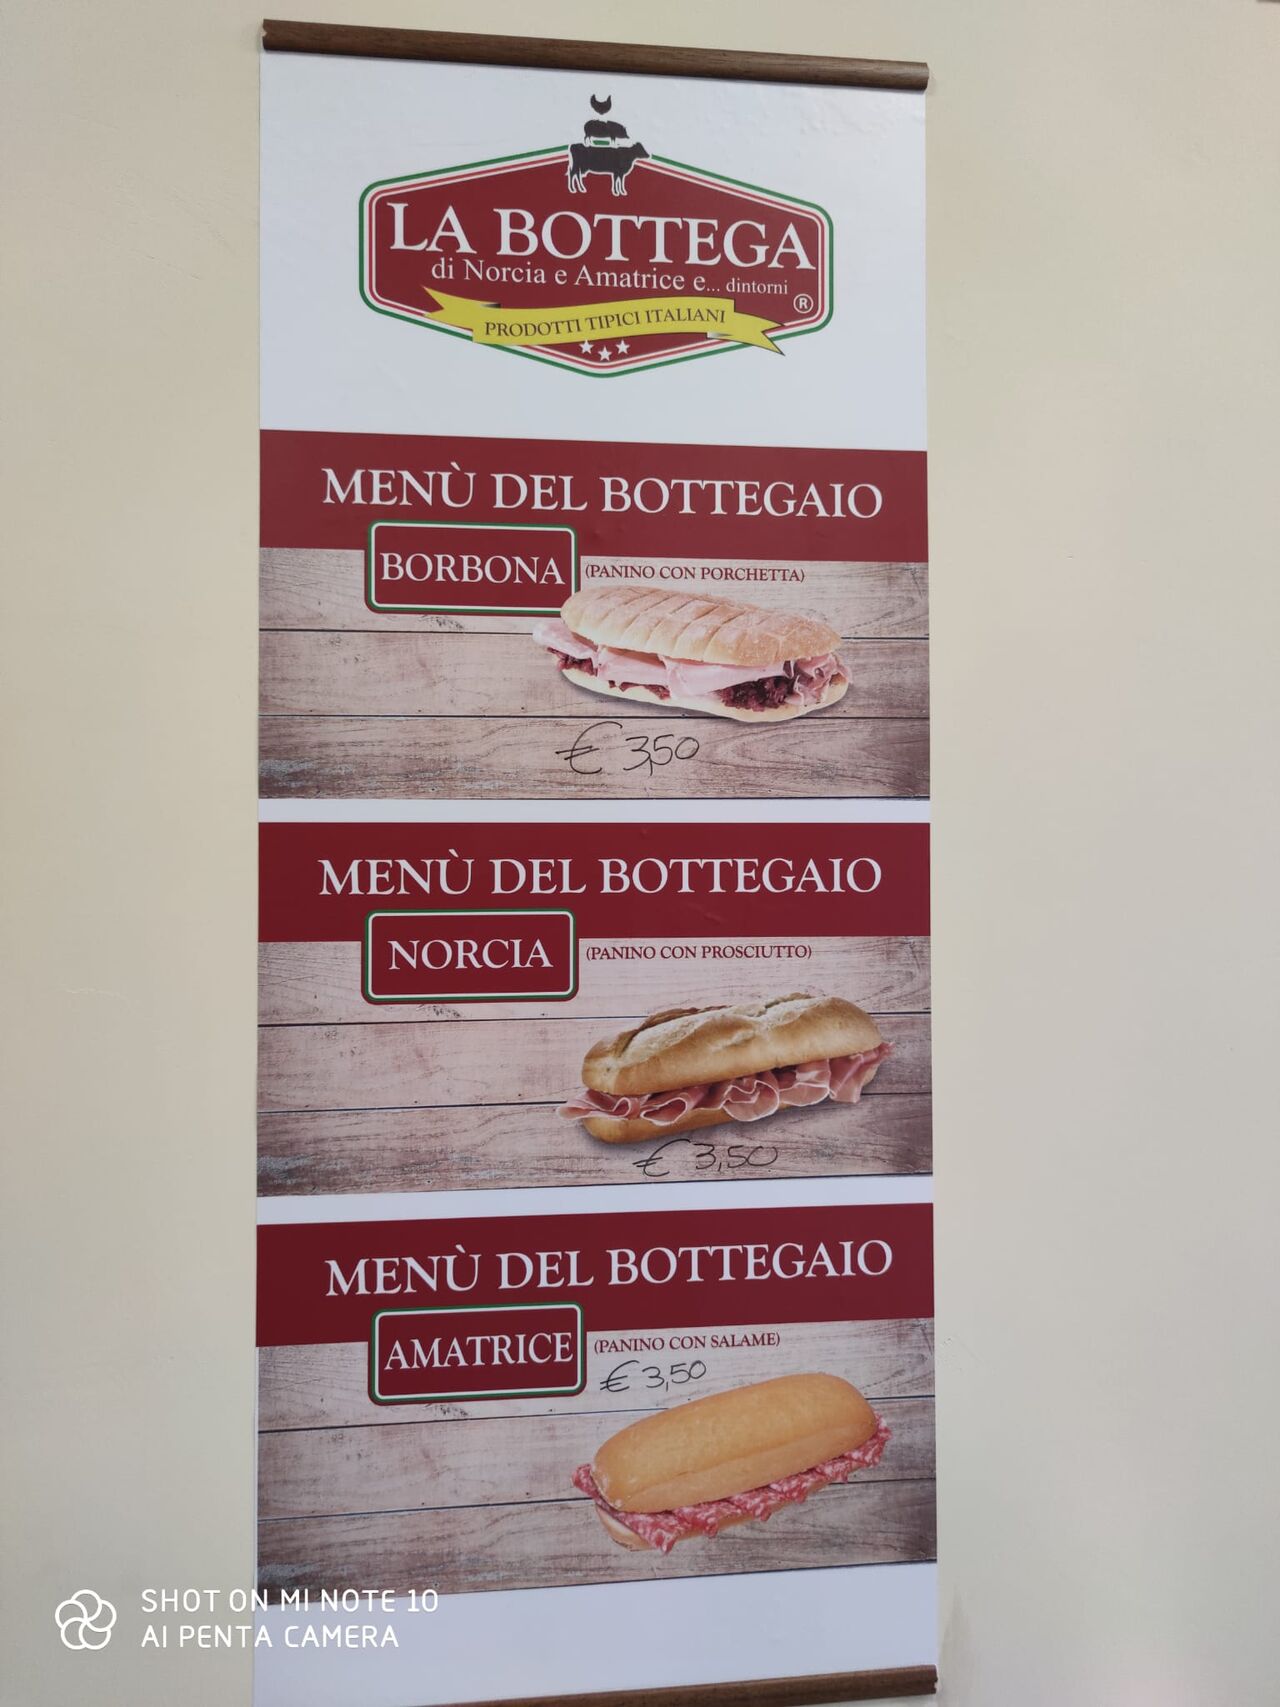 LA BOTTEGA
di Norcia e Amatrice e... dintorni
®
PRODOTTI TIPICI ITALIANI
MENÙ DEL BOTTEGAIO
BORBONA (PANINO CON PORCHETTA)
€ 3,50
MENÙ DEL BOTTEGAIO
NORCIA (PANINO CON PROSCIUTTO)
€ 3,50
MENÙ DEL BOTTEGAIO
AMATRICE (PANINO CON SALAME)
€ 3,50
SHOT ON MI NOTE 10
AI PENTA CAMERA